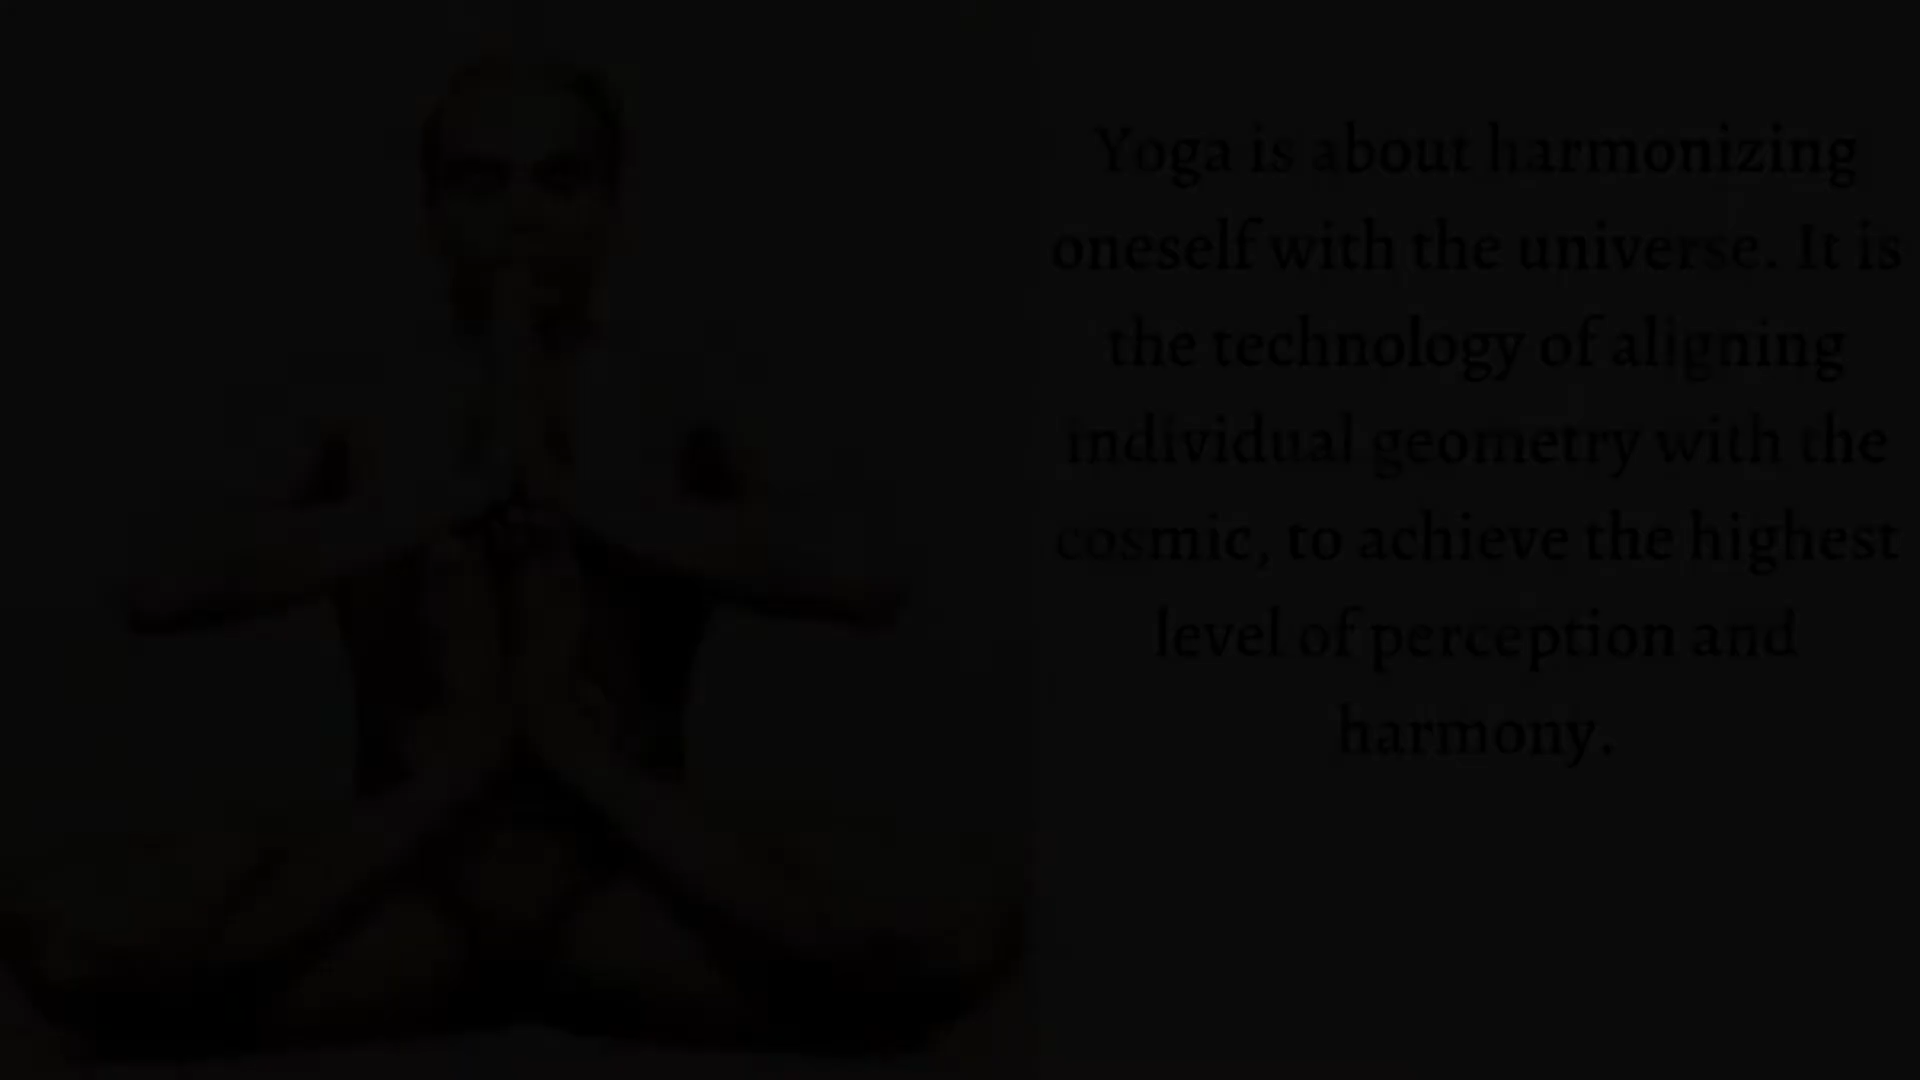 Yoga is about harmonizing
oneself with the universe. It is
the technology of aligning
individual geometry with the
cosmic, to achieve the highest
level of perception and
harmony.